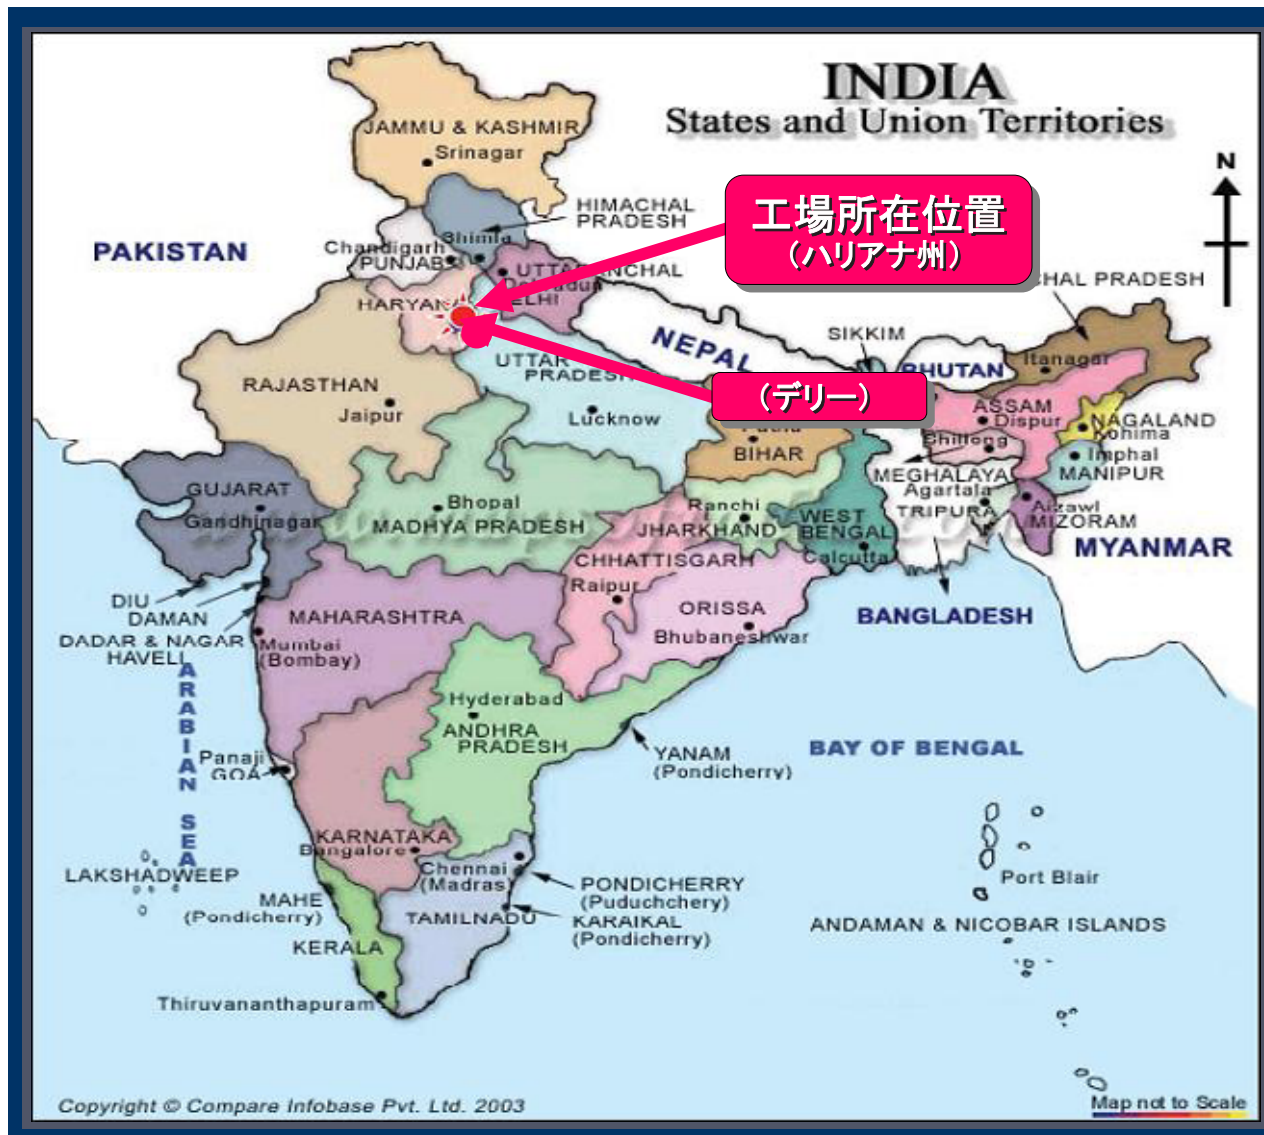 INDIA
States and Union Territories
N
JAMMU & KASHMIR
Srinagar
HIMACHAL
PRADESH
工場所在位置
（ハリアナ州）
PAKISTAN
Chandigarh
Shimla
PUNJAB
UTTARANCHAL
CHAL PRADESH
HARYANA
ELHI
SIKKIM
NEPAL
BHUTAN
Itanagar
UTTAR
PRADESH
（デリー）
RAJASTHAN
Jaipur
Lucknow
ASSAM
Dispur
NAGALAND
Kohima
Shillong
BIHAR
Imphal
MANIPUR
MEGHALAYA
Agartala
TRIPURA
Aizawl
MIZORAM
GUJARAT
Gandhinagar
Bhopal
MADHYA PRADESH
Ranchi
JHARKHAND
WEST
BENGAL
Calcutta
MYANMAR
CHHATTISGARH
Raipur
DIU
DAMAN
DADAR & NAGAR
HAVELI
MAHARASHTRA
Mumbai
(Bombay)
ORISSA
Bhubaneshwar
BANGLADESH
ARABIAN SEA
Hyderabad
ANDHRA
PRADESH
Panaji
GOA
YANAM
(Pondicherry)
BAY OF BENGAL
KARNATAKA
Bangalore
LAKSHADWEEP
Chennai
(Madras)
PONDICHERRY
(Puduchchery)
Port Blair
MAHE
(Pondicherry)
TAMILNADU
KARAIKAL
(Pondicherry)
ANDAMAN & NICOBAR ISLANDS
KERALA
Thiruvananthapuram
Copyright © Compare Infobase Pvt. Ltd. 2003
Map not to Scale